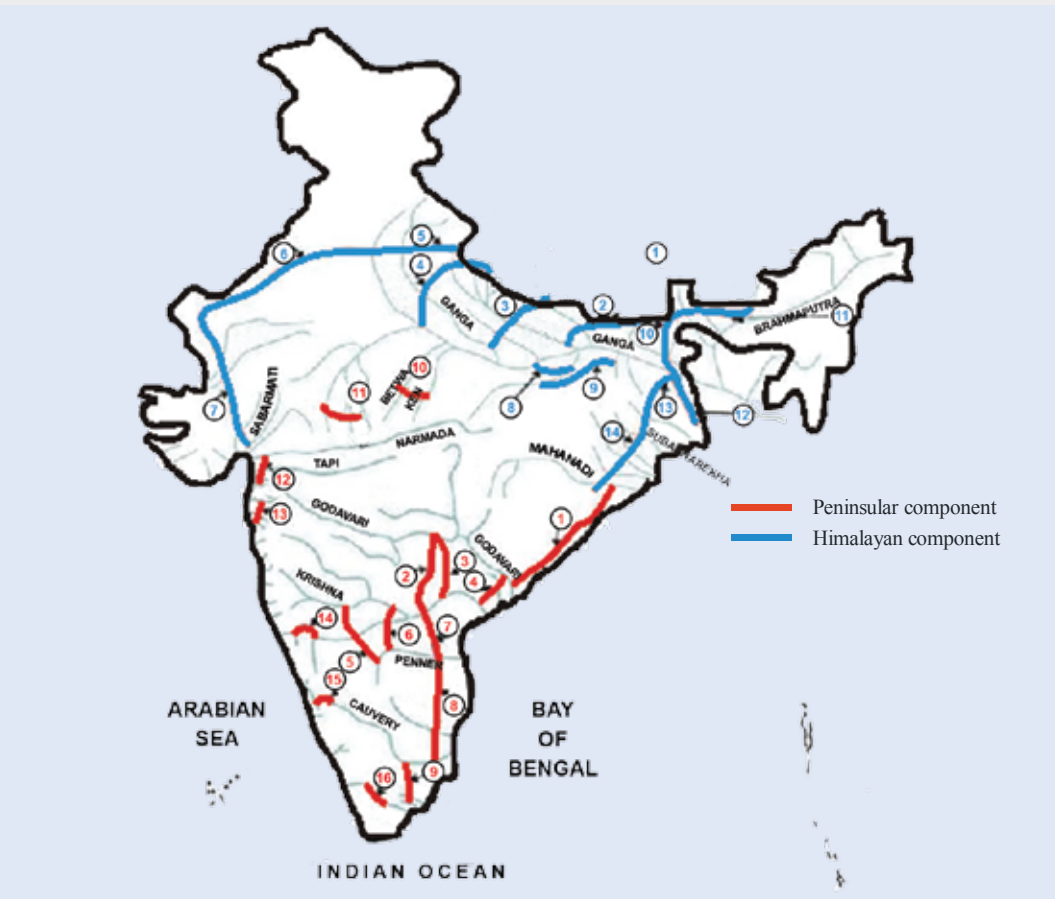 5
6
1
4
3
2
GANGA
BRAHMAPUTRA
11
10
GANGA
10
11
BETWA
KEN
9
8
7
SABARMATI
13
12
14
NARMADA
SUBARNAREKHA
MAHANADI
TAPI
12
GODAVARI
13
1
Peninsular component
Himalayan component
GODAVARI
3
2
4
KRISHNA
14
7
6
5
PENNER
15
8
CAUVERY
ARABIAN
SEA
BAY
OF
BENGAL
16
9
INDIAN OCEAN